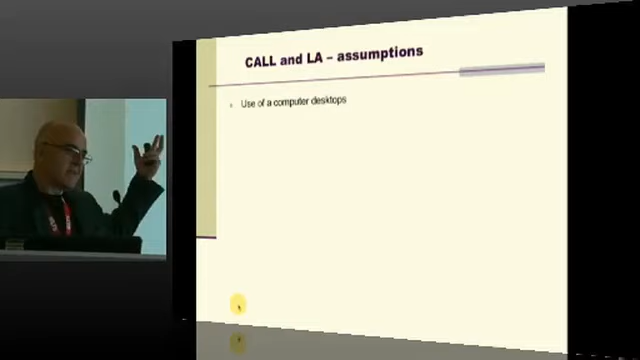 CALL and LA – assumptions
Use of a computer desktops